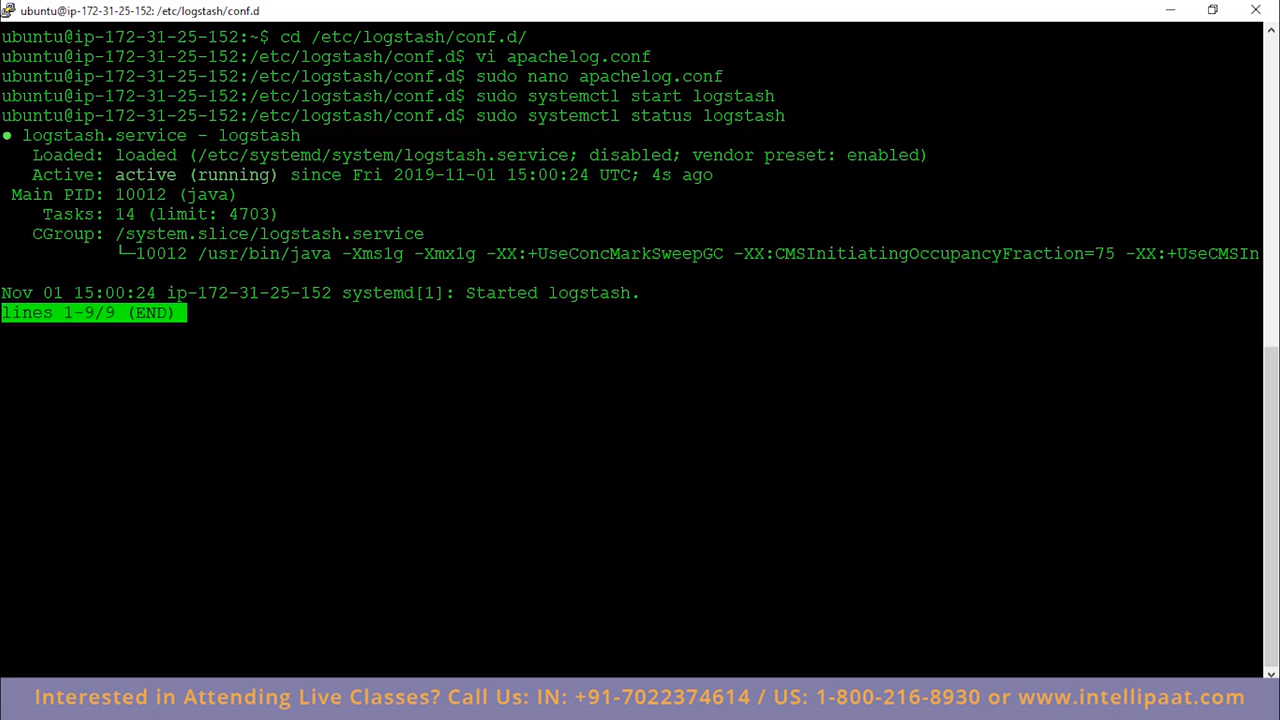 ubuntu@ip-172-31-25-152: /etc/logstash/conf.d
ubuntu@ip-172-31-25-152:~$ cd /etc/logstash/conf.d/
ubuntu@ip-172-31-25-152:/etc/logstash/conf.d$ vi apachelog.conf
ubuntu@ip-172-31-25-152:/etc/logstash/conf.d$ sudo nano apachelog.conf
ubuntu@ip-172-31-25-152:/etc/logstash/conf.d$ sudo systemctl start logstash
ubuntu@ip-172-31-25-152:/etc/logstash/conf.d$ sudo systemctl status logstash
● logstash.service - logstash
   Loaded: loaded (/etc/systemd/system/logstash.service; disabled; vendor preset: enabled)
   Active: active (running) since Fri 2019-11-01 15:00:24 UTC; 4s ago
 Main PID: 10012 (java)
    Tasks: 14 (limit: 4703)
   CGroup: /system.slice/logstash.service
           └─10012 /usr/bin/java -Xms1g -Xmx1g -XX:+UseConcMarkSweepGC -XX:CMSInitiatingOccupancyFraction=75 -XX:+UseCMSIn
Nov 01 15:00:24 ip-172-31-25-152 systemd[1]: Started logstash.
lines 1-9/9 (END)
Interested in Attending Live Classes? Call Us: IN: +91-7022374614 / US: 1-800-216-8930 or www.intellipaat.com